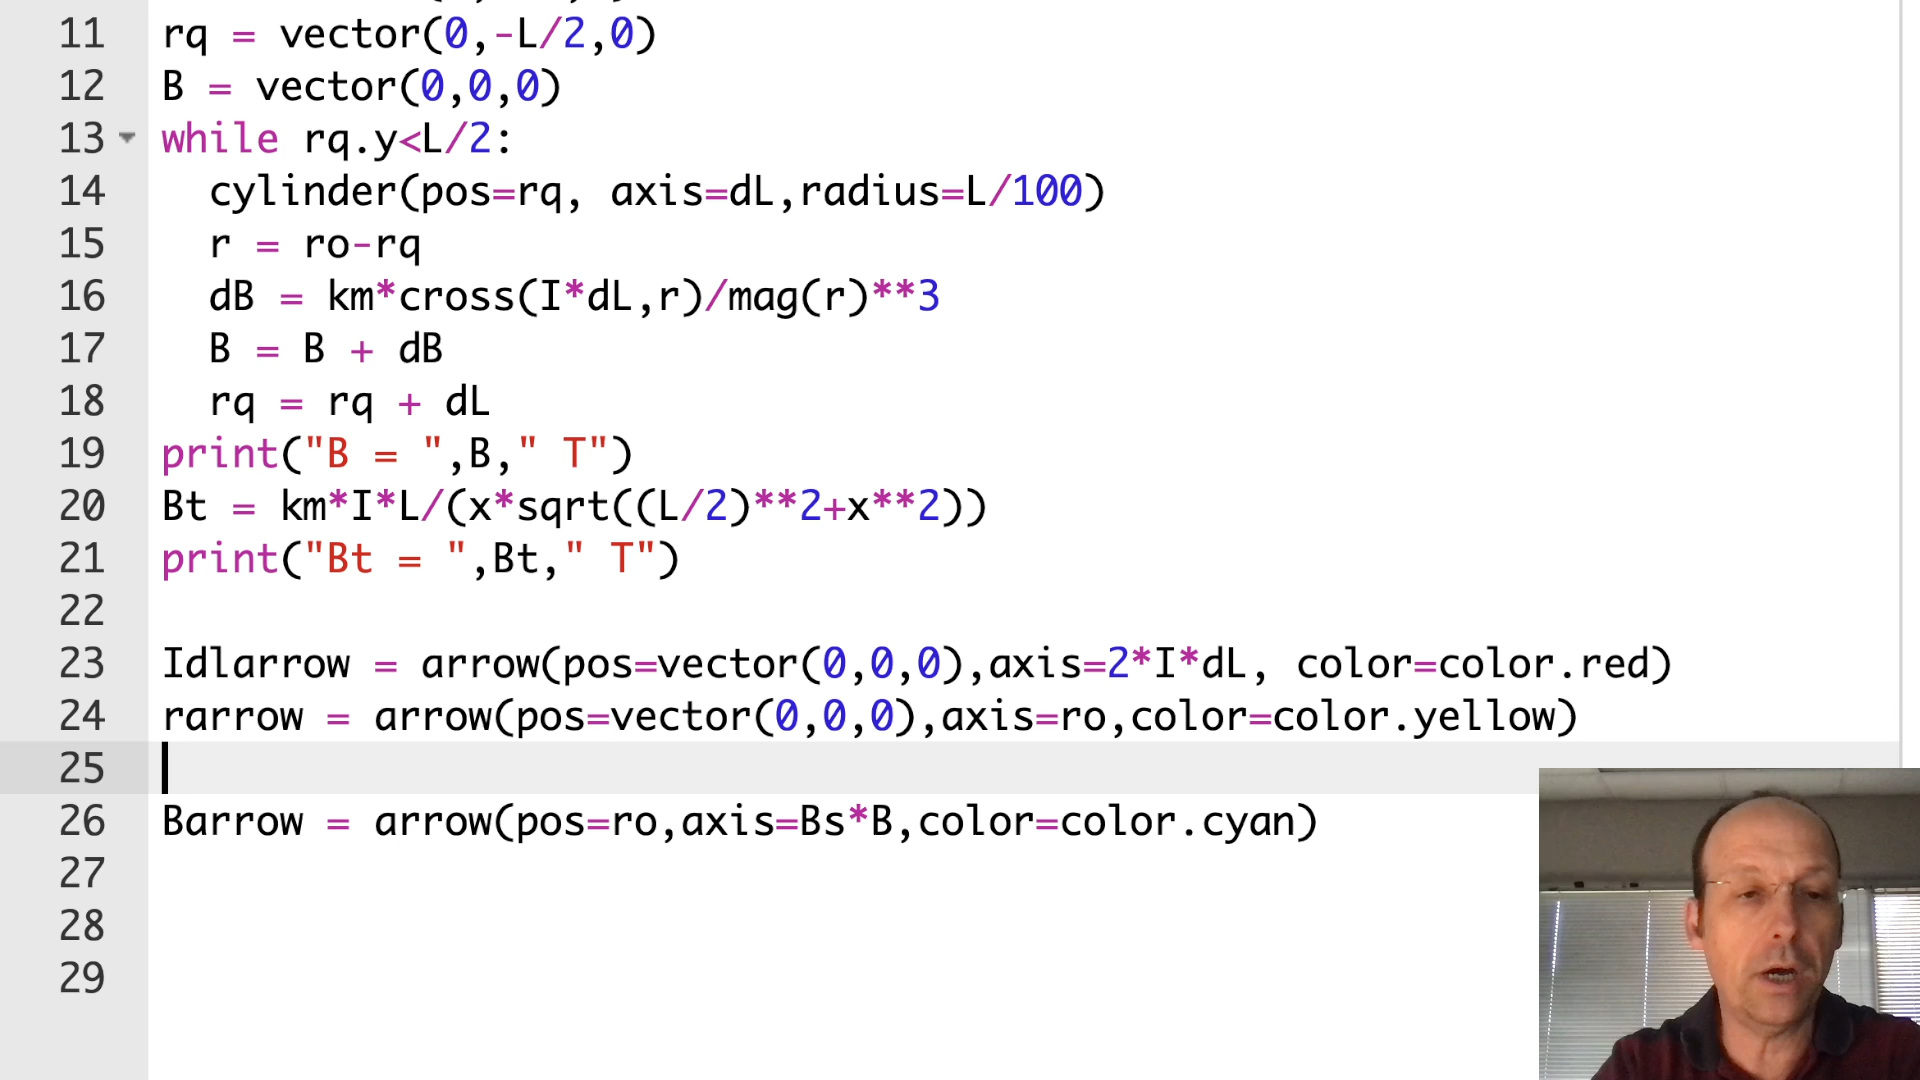 11 rq = vector(0,-L/2,0)
12 B = vector(0,0,0)
13 while rq.y<L/2:
14   cylinder(pos=rq, axis=dL,radius=L/100)
15   r = ro-rq
16   dB = km*cross(I*dL,r)/mag(r)**3
17   B = B + dB
18   rq = rq + dL
19 print("B = ",B," T")
20 Bt = km*I*L/(x*sqrt((L/2)**2+x**2))
21 print("Bt = ",Bt," T")
22
23 Idlarrow = arrow(pos=vector(0,0,0),axis=2*I*dL, color=color.red)
24 rarrow = arrow(pos=vector(0,0,0),axis=ro,color=color.yellow)
25
26 Barrow = arrow(pos=ro,axis=Bs*B,color=color.cyan)
27
28
29